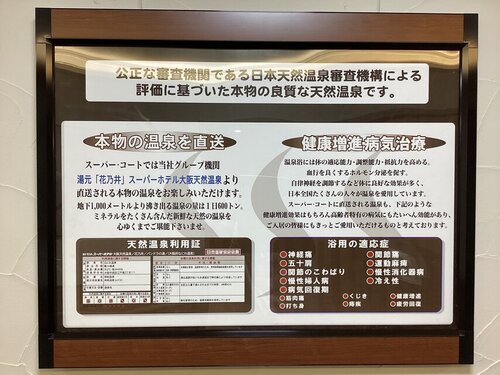 公正な審査機関である日本天然温泉審査機構による
評価に基づいた本物の良質な天然温泉です。
本物の温泉を直送
スーパー・コートでは当社グループ機関
湯元「花乃井」スーパーホテル大阪天然温泉より
直送される本物の温泉をお楽しみいただけます。
地下1,000メートルより沸き出る温泉の量は1日600トン。
ミネラルをたくさん含んだ新鮮な天然の温泉を
心ゆくまでご堪能下さいませ。
天然温泉利用証
健康増進病気治療
温泉浴には体の適応能力・調整能力・抵抗力を高める、
血行を良くするホルモン分泌を促す、
自律神経を調節するなど体に良好な効果が多く、
日本全国たくさんの人々が温泉を愛用しています。
スーパー・コートに直送される温泉も、下記のような
健康増進効果はもちろん高齢者特有の病気にもたいへん効能があり、
ご入居の皆様にもきっとご愛用いただけるものと考えております。
浴用の適応症
●神経痛 ●関節痛
●五十肩 ●運動麻痺
●関節のこわばり ●慢性消化器病
●慢性婦人病 ●冷え性
●病気回復期
●筋肉痛 ●くじき ●健康増進
●打ち身 ●痔疾 ●疲労回復